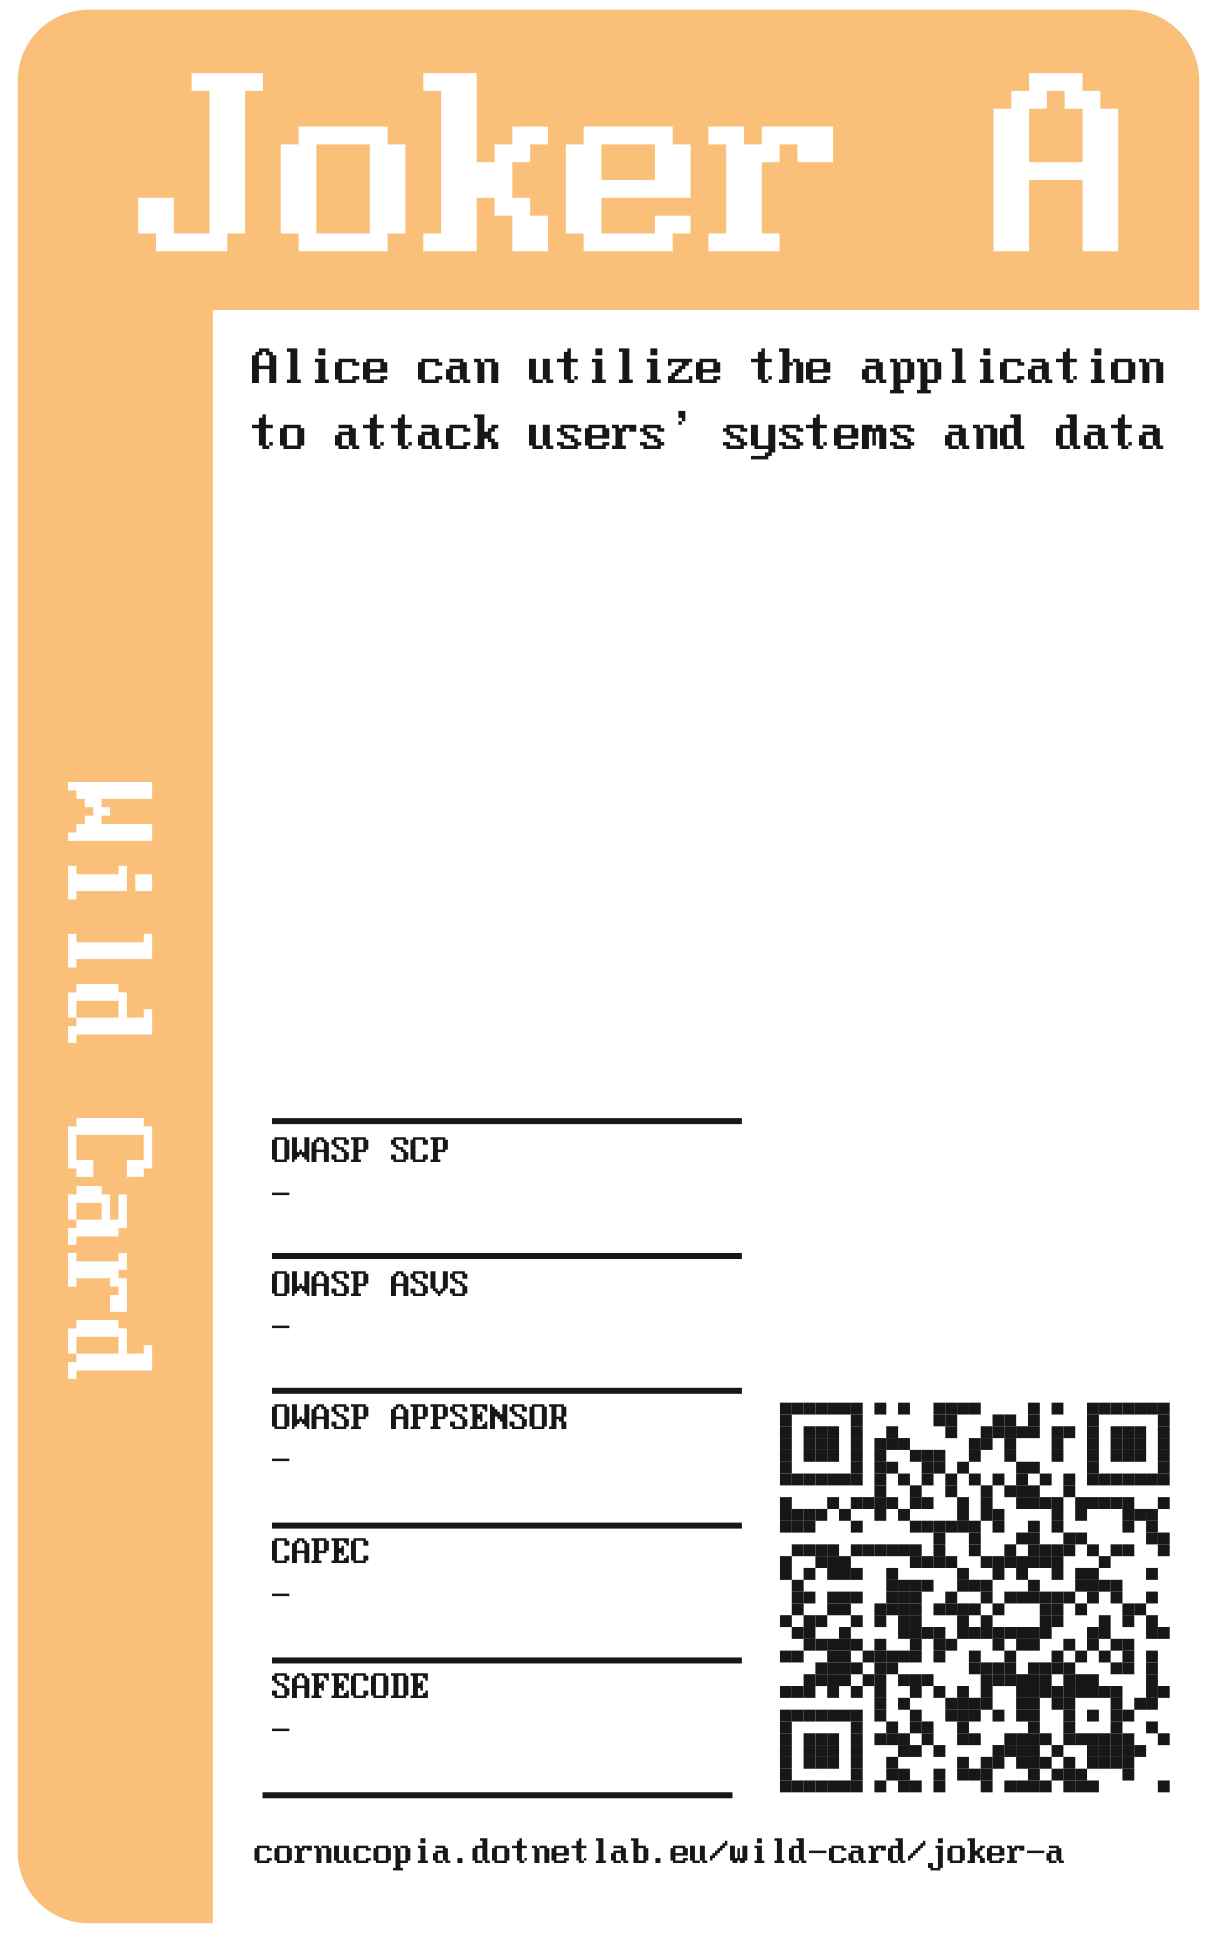 Joker A
Alice can utilize the application
to attack users' systems and data
Wild Card
OWASP SCP
-
OWASP ASVS
-
OWASP APPSENSOR
-
CAPEC
-
SAFECODE
-
cornucopia.dotnetlab.eu/wild-card/joker-a